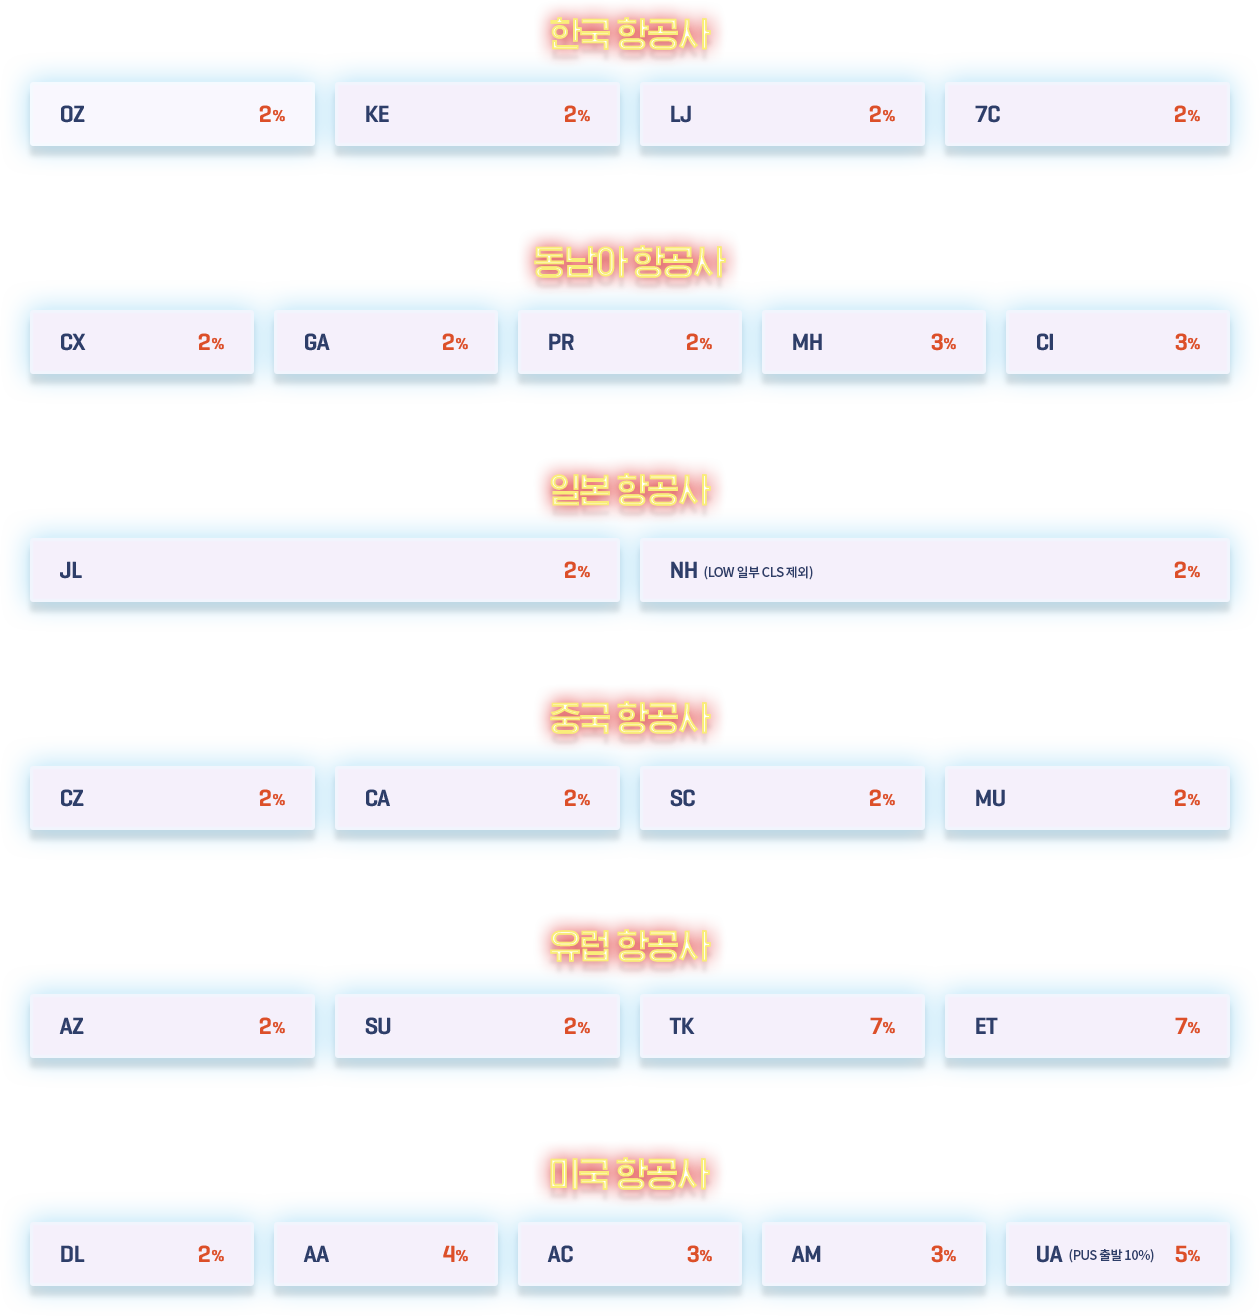 한국 항공사
OZ 2% KE 2% LJ 2% 7C 2%
동남아 항공사
CX 2% GA 2% PR 2% MH 3% CI 3%
일본 항공사
JL 2% NH (LOW 일부 CLS 제외) 2%
중국 항공사
CZ 2% CA 2% SC 2% MU 2%
유럽 항공사
AZ 2% SU 2% TK 7% ET 7%
미국 항공사
DL 2% AA 4% AC 3% AM 3% UA (PUS 출발 10%) 5%